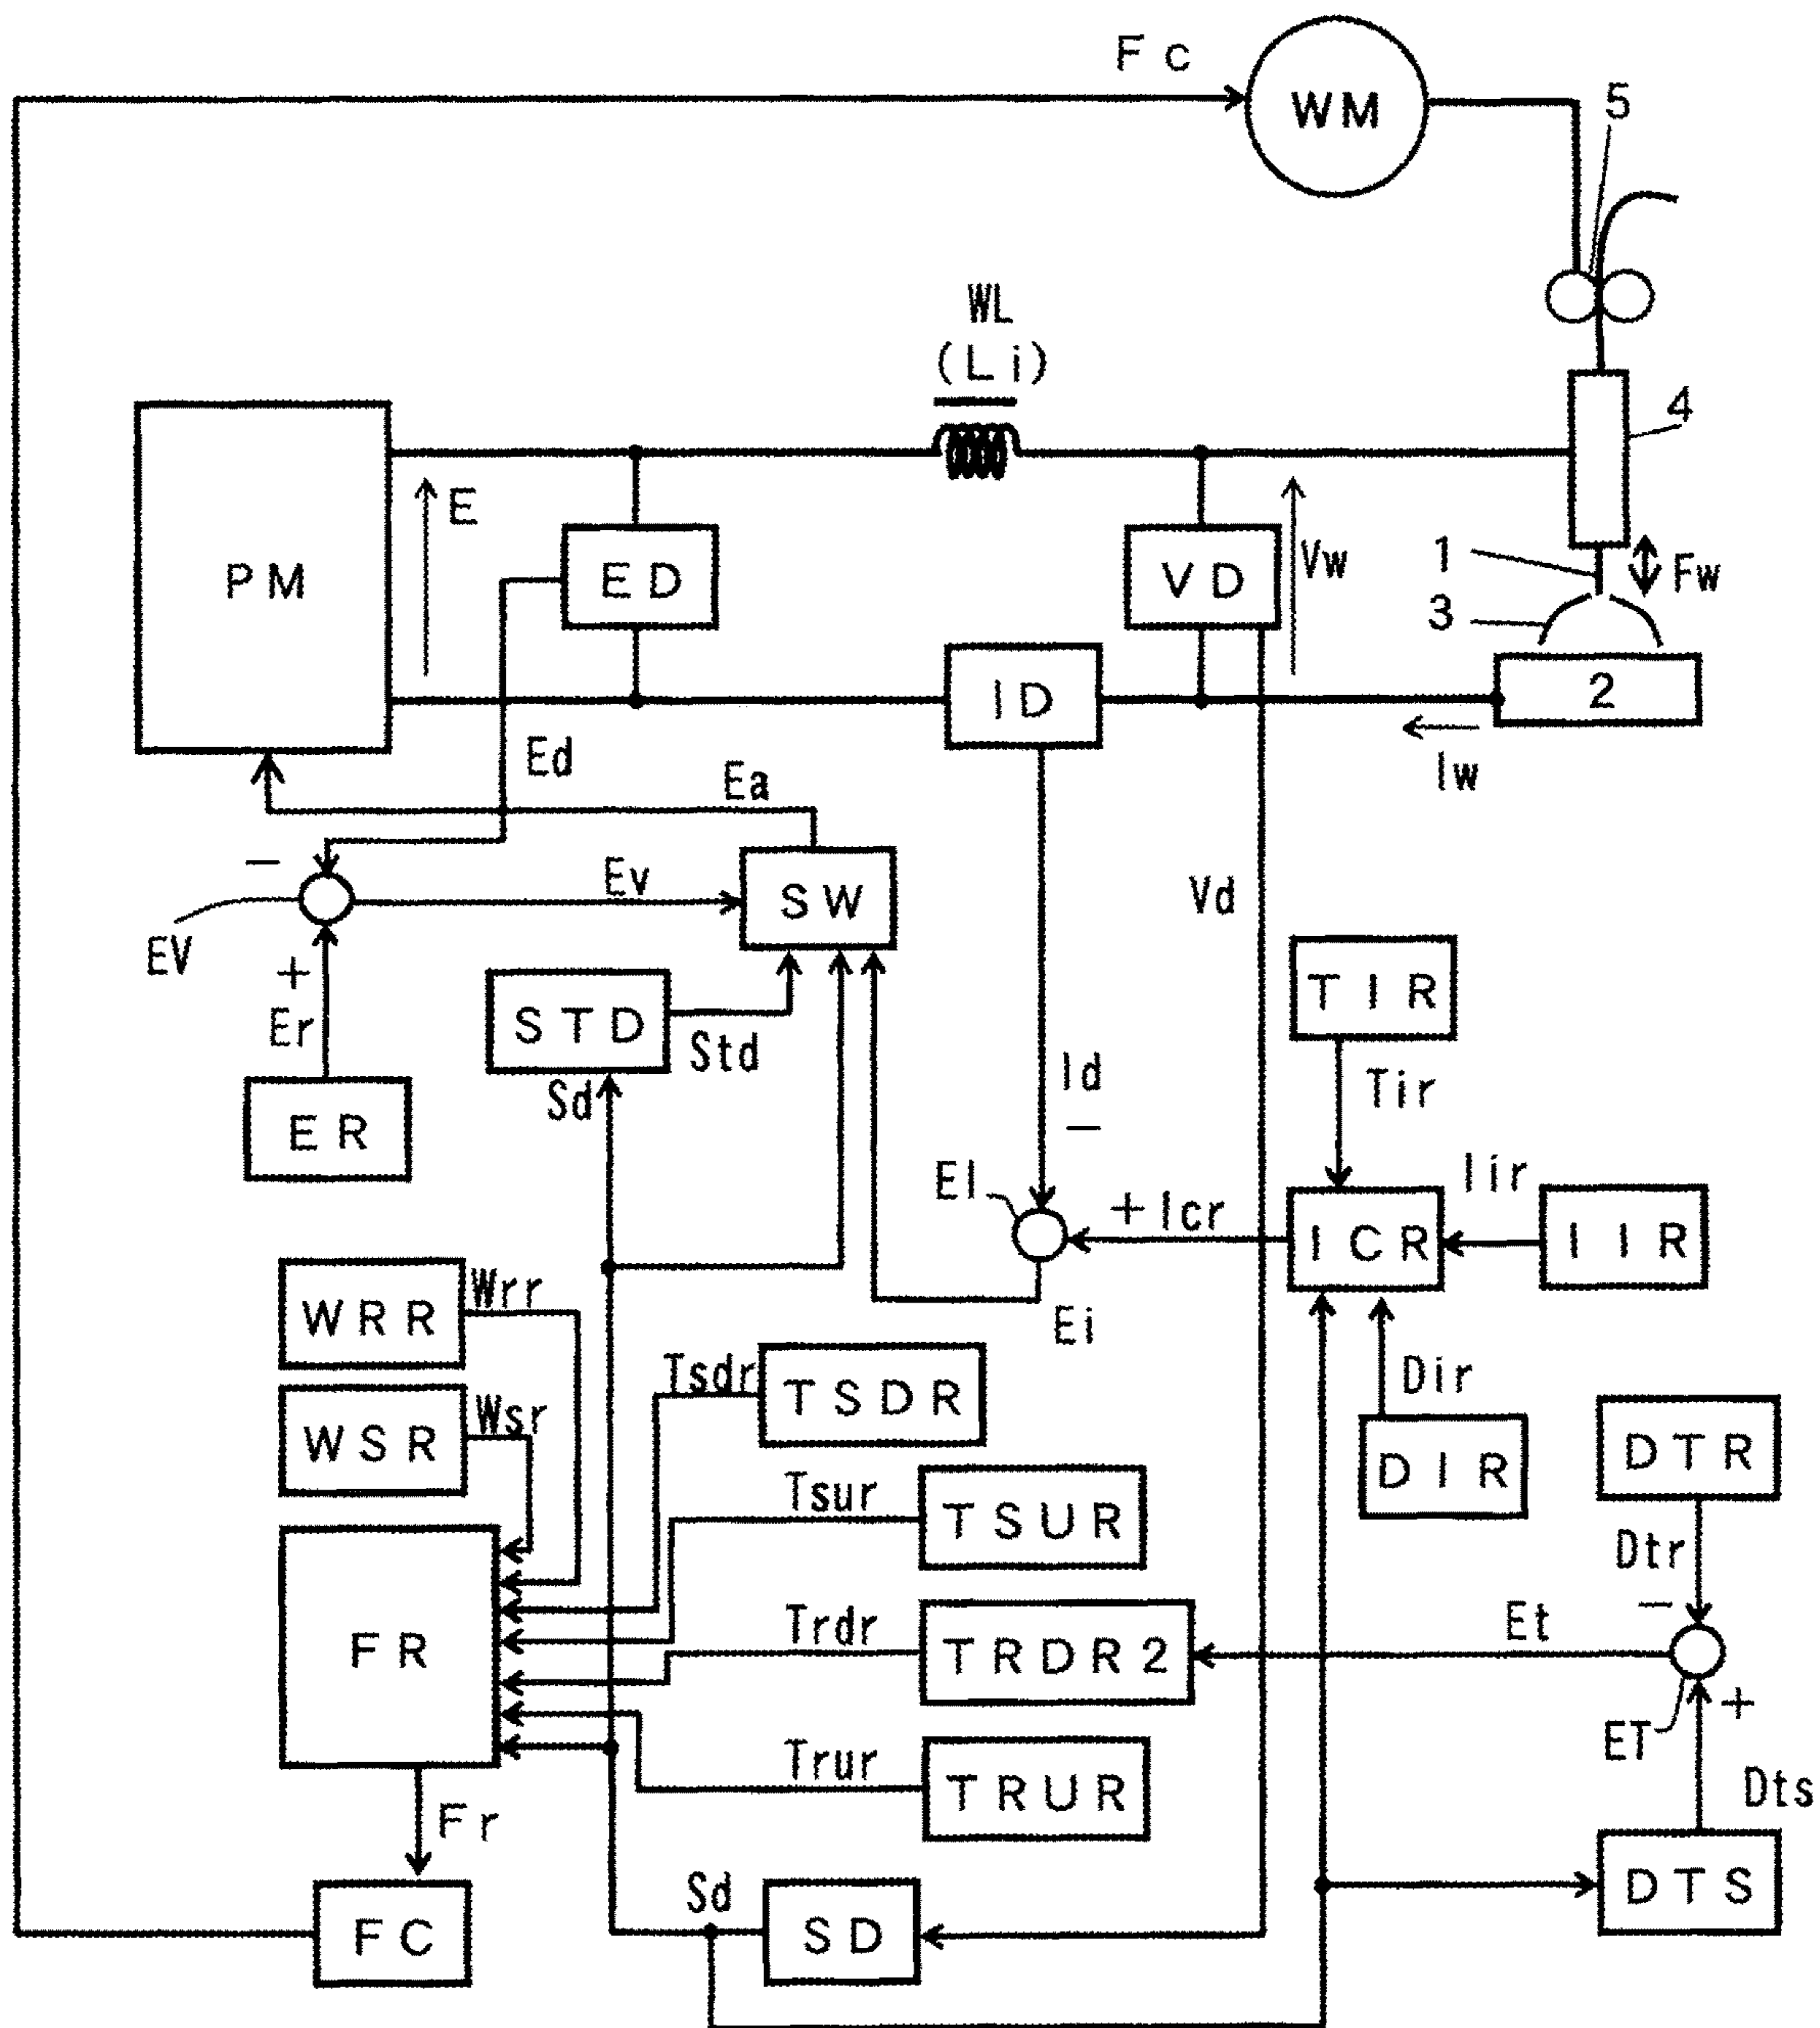 Fc
WM
5
WL
(Li)
4
PM
E
ED
VD
Vw
1
Fw
3
ID
2
Iw
Ed
Ea
−
Ev
SW
Vd
EV
+
Er
STD
Std
TIR
Sd
Id
−
Tir
ER
EI
+ Icr
ICR
Iir
IIR
WRR
Wrr
Ei
Tsdr
TSDR
Dir
WSR
Wsr
DIR
DTR
Tsur
TSUR
Dtr
−
FR
Trdr
TRDR2
Et
+
ET
Trur
TRUR
Dts
Fr
Sd
SD
DTS
FC